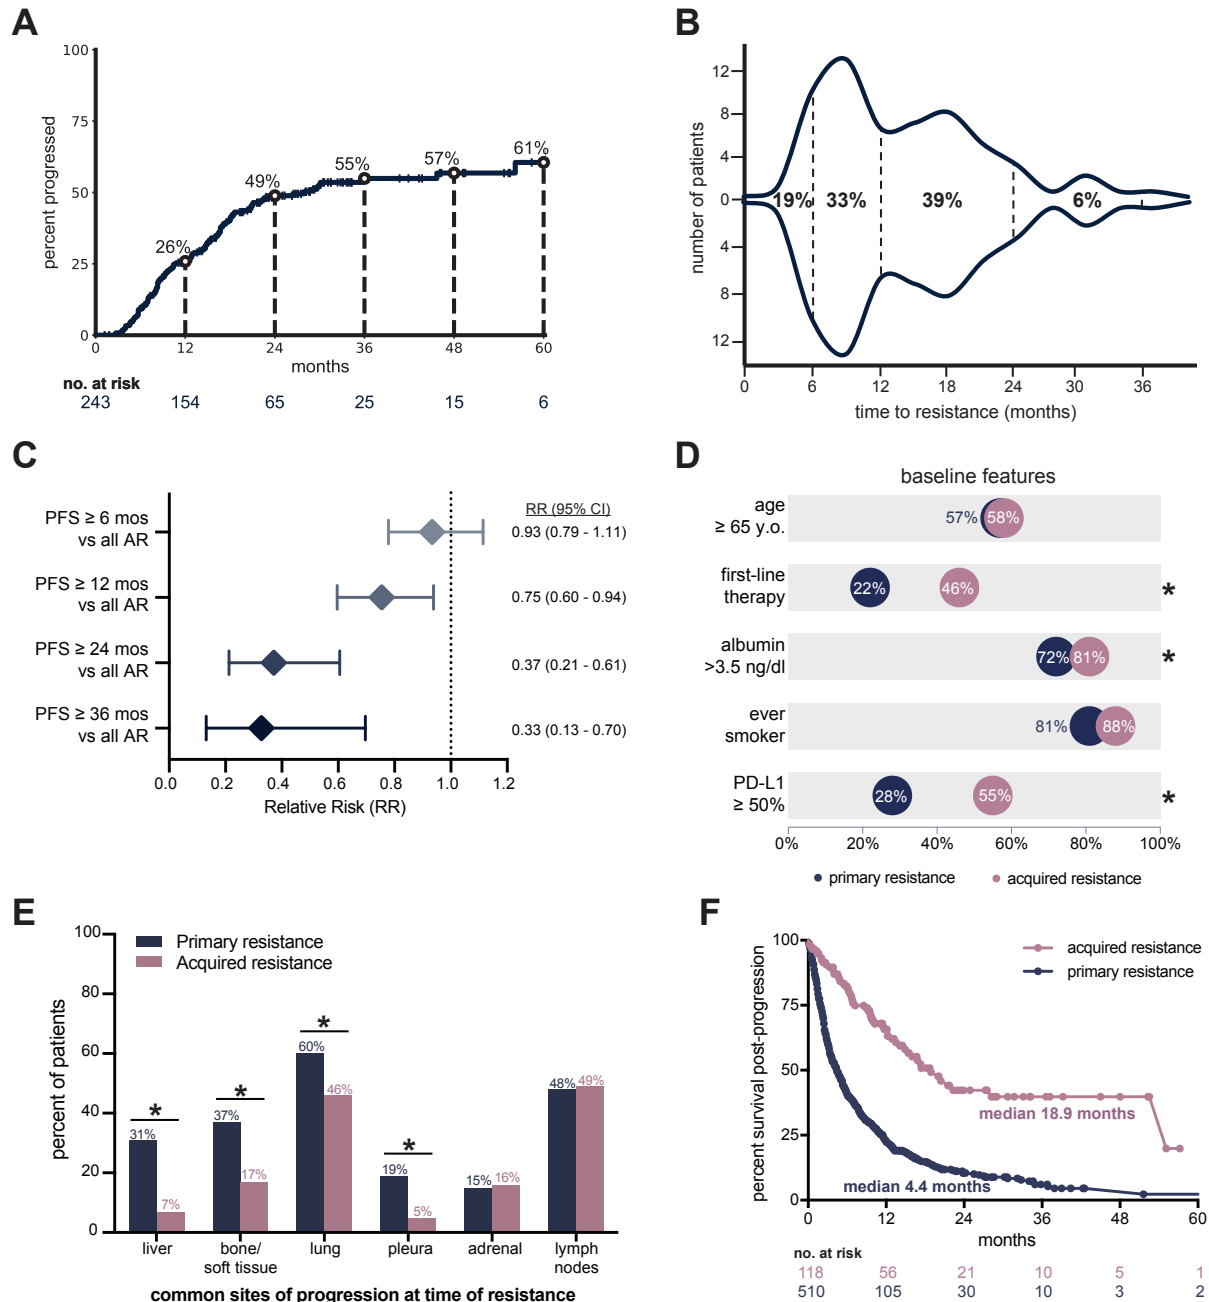 A
100
75
50
25
0
percent progressed
26%
49%
55%
57%
61%
0 12 24 36 48 60
months
no. at risk
243 154 65 25 15 6
B
12
8
4
0
4
8
12
number of patients
19% 33% 39% 6%
0 6 12 18 24 30 36
time to resistance (months)
C
RR (95% CI)
PFS ≥ 6 mos
vs all AR
0.93 (0.79 - 1.11)
PFS ≥ 12 mos
vs all AR
0.75 (0.60 - 0.94)
PFS ≥ 24 mos
vs all AR
0.37 (0.21 - 0.61)
PFS ≥ 36 mos
vs all AR
0.33 (0.13 - 0.70)
0.0 0.2 0.4 0.6 0.8 1.0 1.2
Relative Risk (RR)
D
baseline features
age
≥ 65 y.o.
57% 58%
first-line
therapy
22% 46% *
albumin
>3.5 ng/dl
72% 81% *
ever
smoker
81% 88%
PD-L1
≥ 50%
28% 55% *
0% 20% 40% 60% 80% 100%
primary resistance acquired resistance
E
100
80
60
40
20
0
percent of patients
Primary resistance
Acquired resistance
* * * *
31% 7%
37% 17%
60% 46%
19% 5%
15% 16%
48% 49%
liver
bone/
soft tissue
lung
pleura
adrenal
lymph
nodes
common sites of progression at time of resistance
F
100
75
50
25
0
percent survival post-progression
acquired resistance
primary resistance
median 18.9 months
median 4.4 months
0 12 24 36 48 60
months
no. at risk
118 56 21 10 5 1
510 105 30 10 3 2